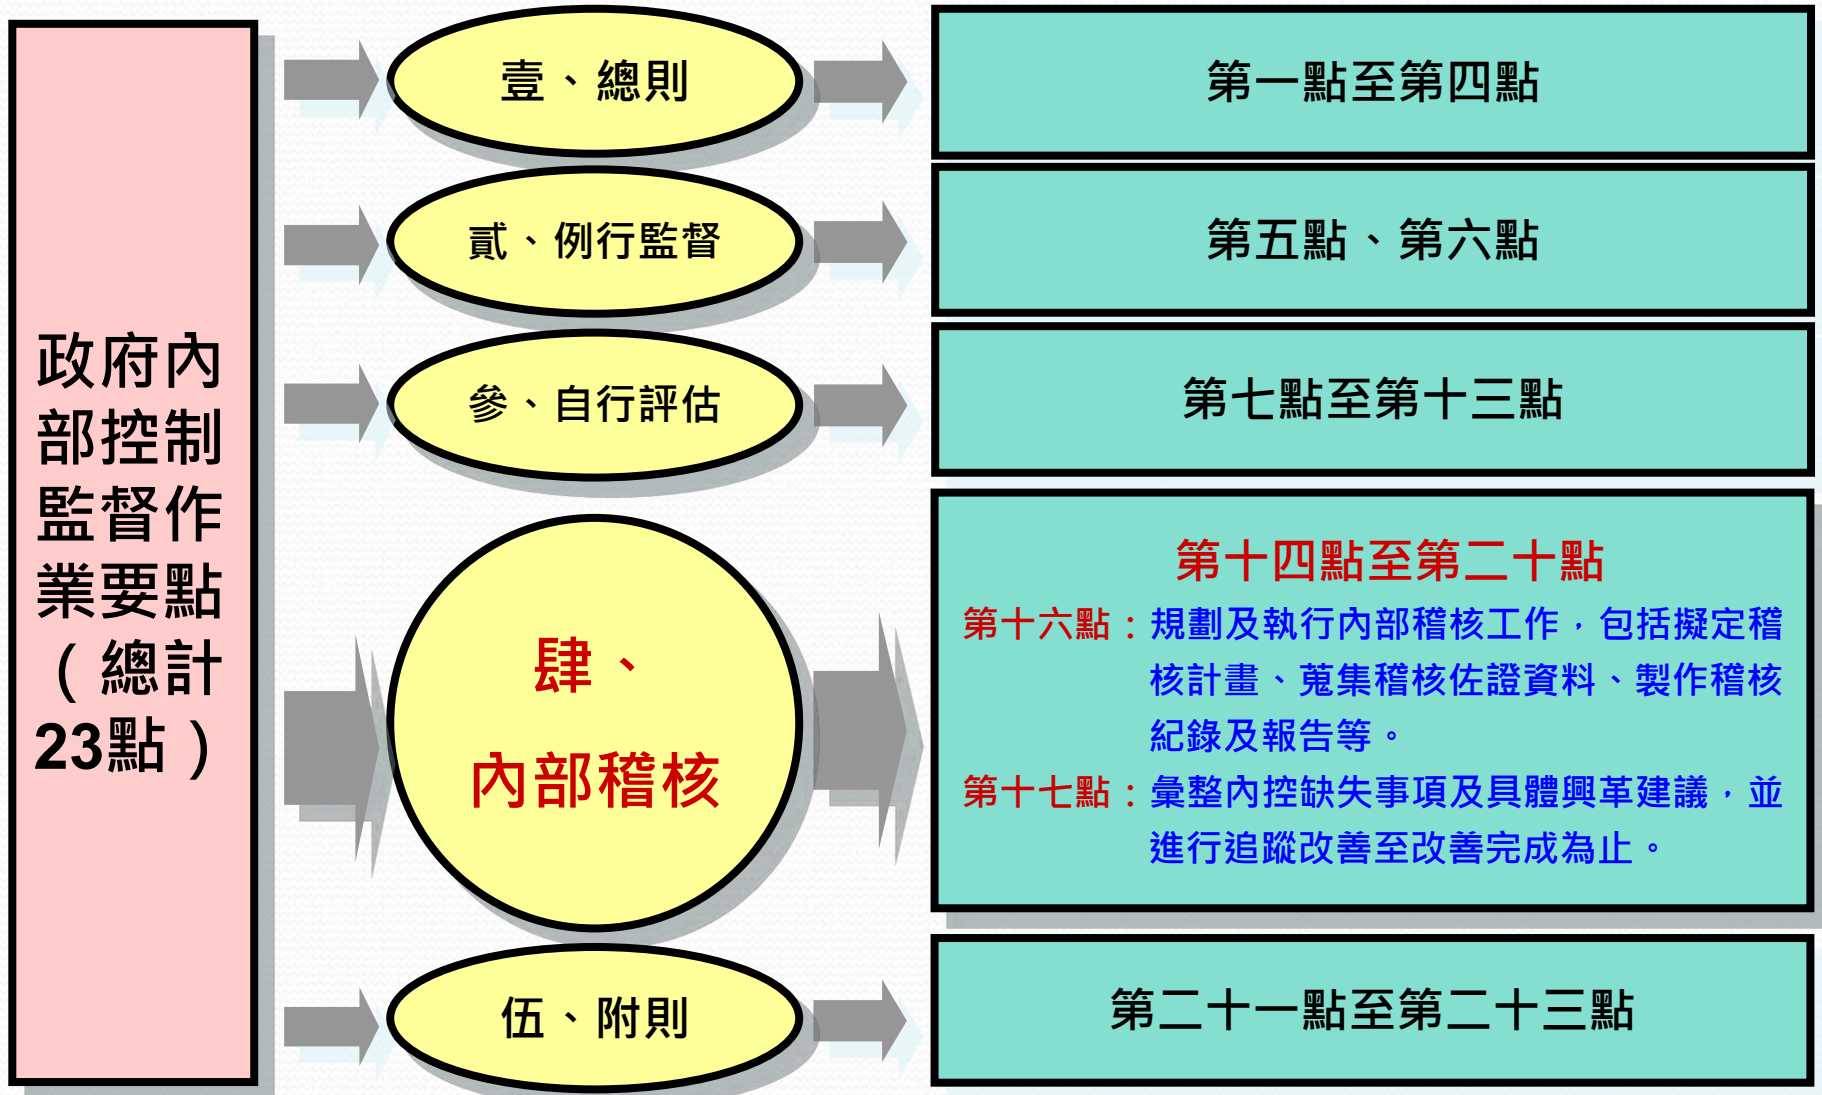 政府內
部控制
監督作
業要點
（總計
23點）
壹、總則
第一點至第四點
貳、例行監督
第五點、第六點
參、自行評估
第七點至第十三點
肆、
內部稽核
第十四點至第二十點
第十六點：規劃及執行內部稽核工作，包括擬定稽
核計畫、蒐集稽核佐證資料、製作稽核
紀錄及報告等。
第十七點：彙整內控缺失事項及具體興革建議，並
進行追蹤改善至改善完成為止。
伍、附則
第二十一點至第二十三點